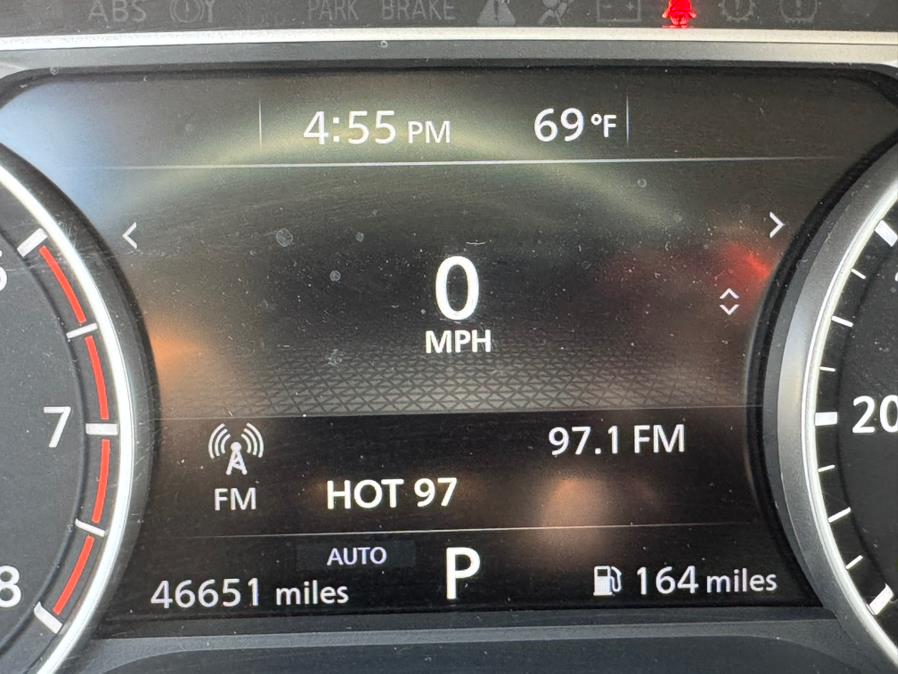 ABS
PARK BRAKE
4:55 PM 69 °F
0
MPH
7
20
97.1 FM
FM HOT 97
AUTO
P
8
46651 miles
164 miles